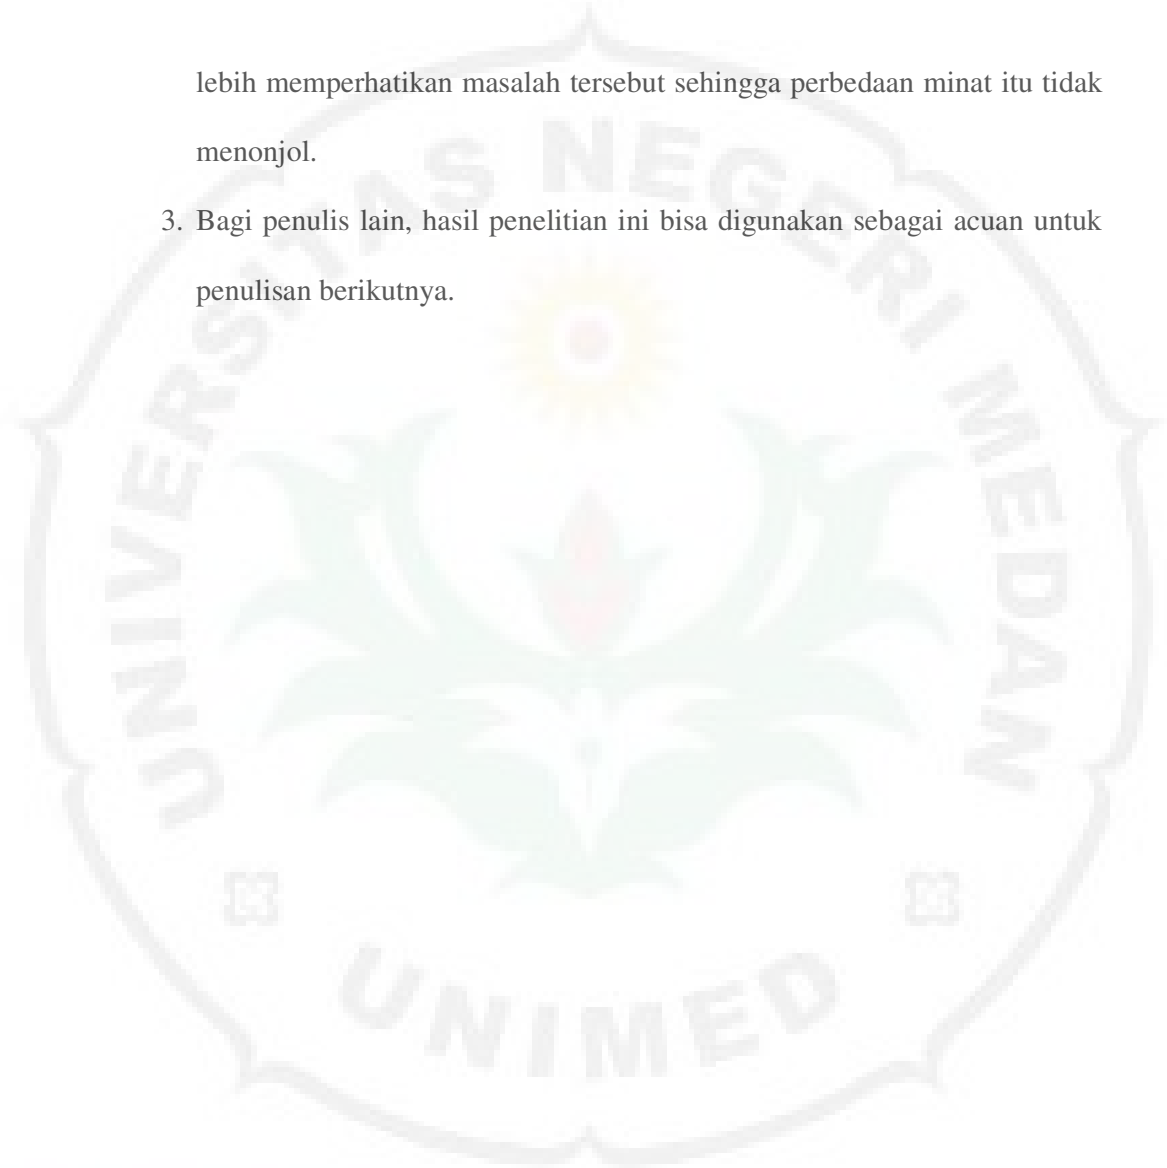 lebih memperhatikan masalah tersebut sehingga perbedaan minat itu tidak
menonjol.
3. Bagi penulis lain, hasil penelitian ini bisa digunakan sebagai acuan untuk
penulisan berikutnya.
UNIVERSITAS NEGERI MEDAN
UNIMED